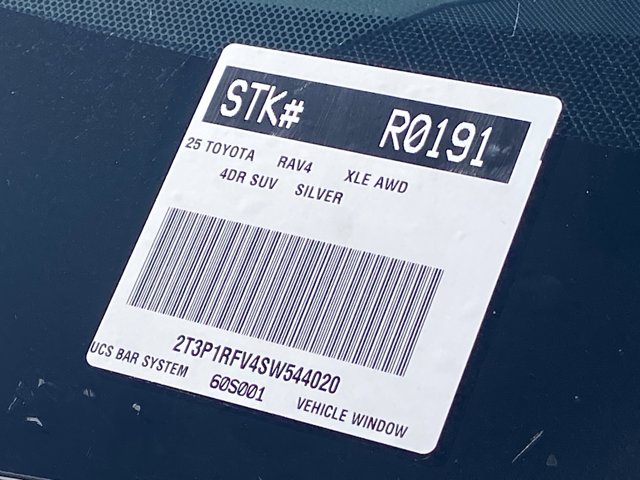 STK# R0191
25 TOYOTA RAV4 XLE AWD
4DR SUV SILVER
2T3P1RFV4SW544020
UCS BAR SYSTEM 60S001 VEHICLE WINDOW